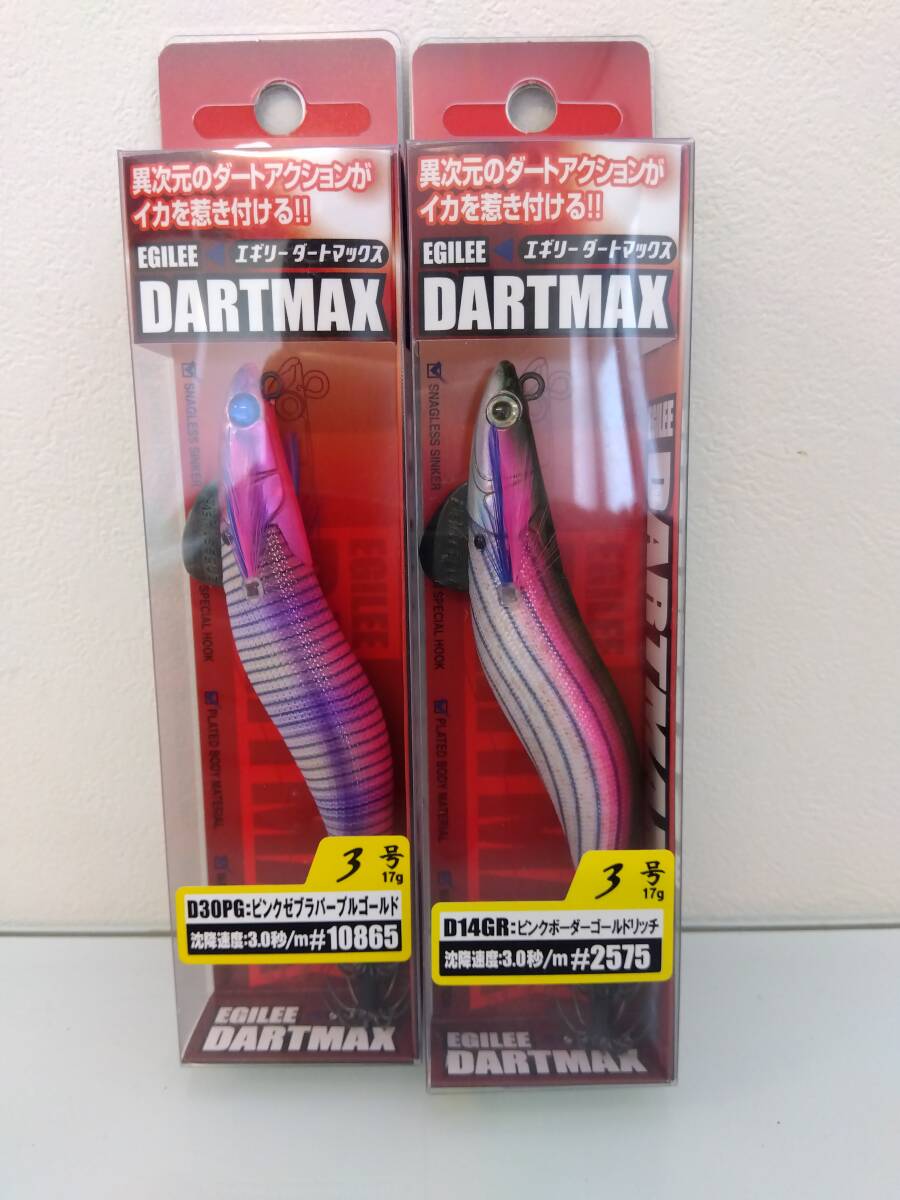 異次元のダートアクションが
イカを惹き付ける!!
EGILEE
エギリーダートマックス
DARTMAX
SNAGLESS SINKER
SPECIAL HOOK
PLATED BODY MATERIAL
EGILEE
3号
17g
D30PG:ピンクゼブラパープルゴールド
沈降速度:3.0秒/m #10865
EGILEE
DARTMAX
異次元のダートアクションが
イカを惹き付ける!!
EGILEE
エギリーダートマックス
DARTMAX
SNAGLESS SINKER
SPECIAL HOOK
PLATED BODY MATERIAL
EGILEE
DARTMAX
3号
17g
D14GR:ピンクボーダーゴールドリッチ
沈降速度:3.0秒/m #2575
EGILEE
DARTMAX